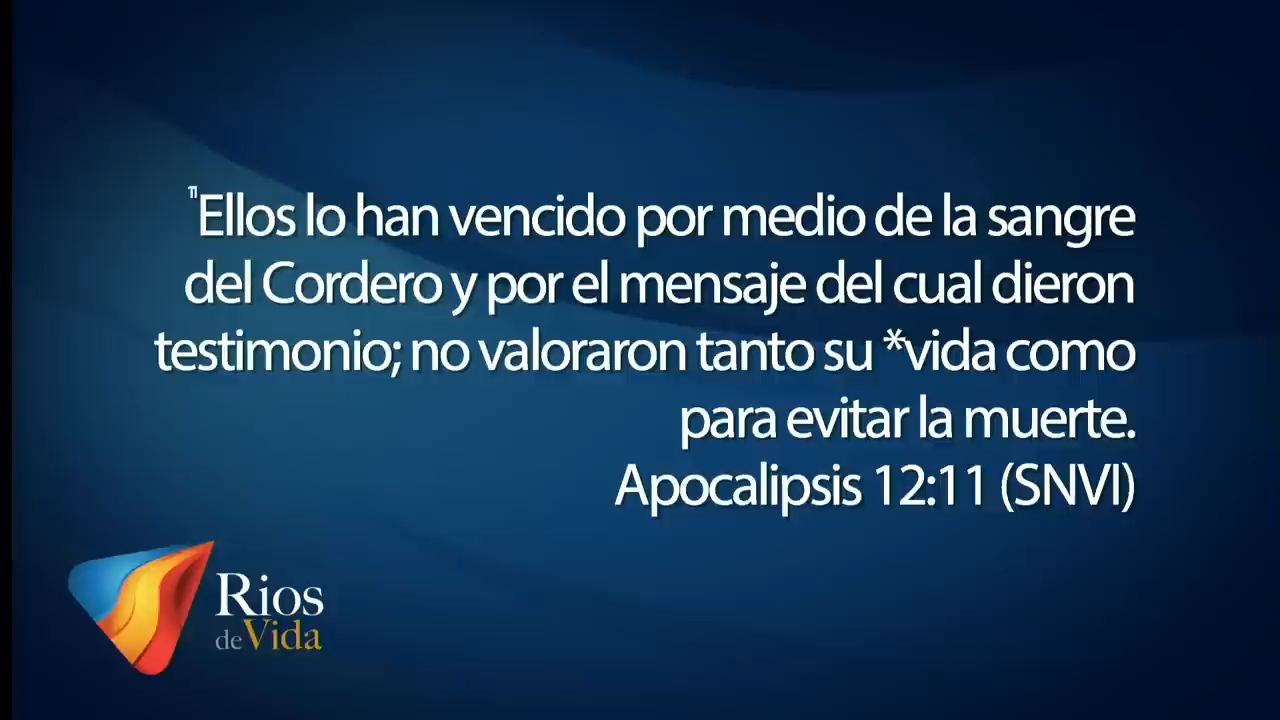 11Ellos lo han vencido por medio de la sangre
del Cordero y por el mensaje del cual dieron
testimonio; no valoraron tanto su *vida como
para evitar la muerte.
Apocalipsis 12:11 (SNVI)
Rios
de Vida